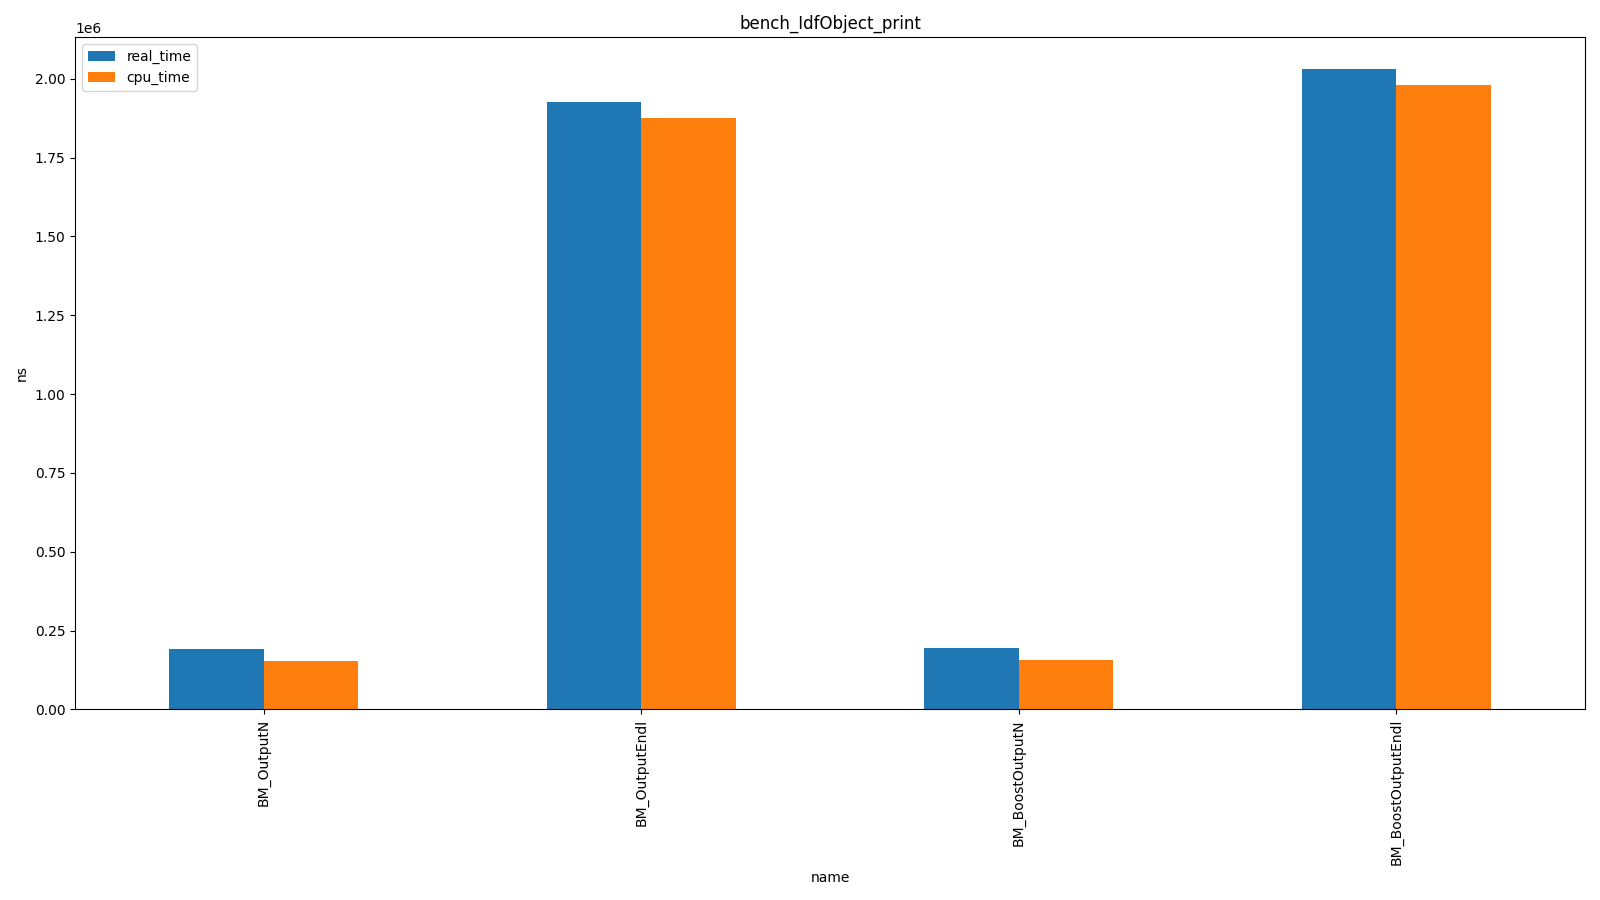 bench_IdfObject_print
1e6
real_time
cpu_time
2.00
1.75
1.50
1.25
1.00
0.75
0.50
0.25
0.00
ns
BM_OutputN
BM_OutputEndl
BM_BoostOutputN
BM_BoostOutputEndl
name